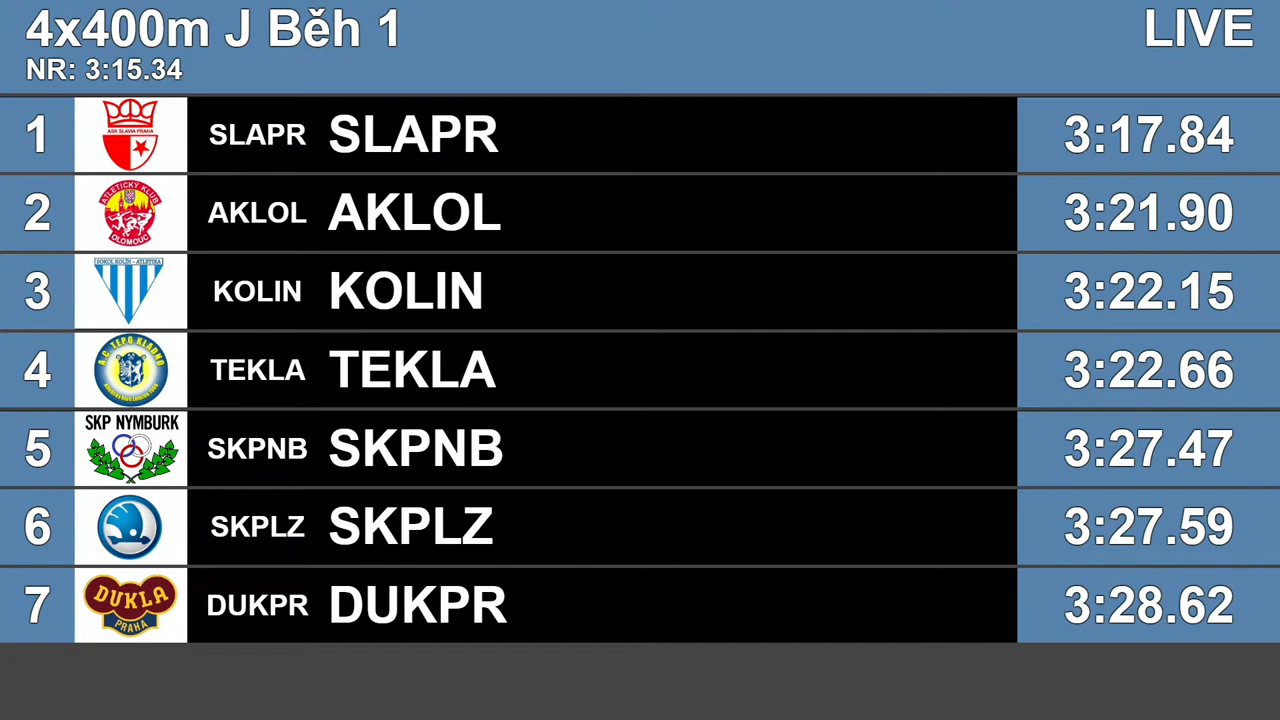 4x400m J Běh 1
LIVE
NR: 3:15.34
1 ASK SLAVIA PRAHA SLAPR SLAPR 3:17.84
2 ATLETICKÝ KLUB OLOMOUC AKLOL AKLOL 3:21.90
3 SOKOL KOLÍN - ATLETIKA KOLIN KOLIN 3:22.15
4 A.C. TEPO KLADNO TEKLA TEKLA 3:22.66
5 SKP NYMBURK SKPNB SKPNB 3:27.47
6 SKPLZ SKPLZ 3:27.59
7 DUKLA PRAHA DUKPR DUKPR 3:28.62